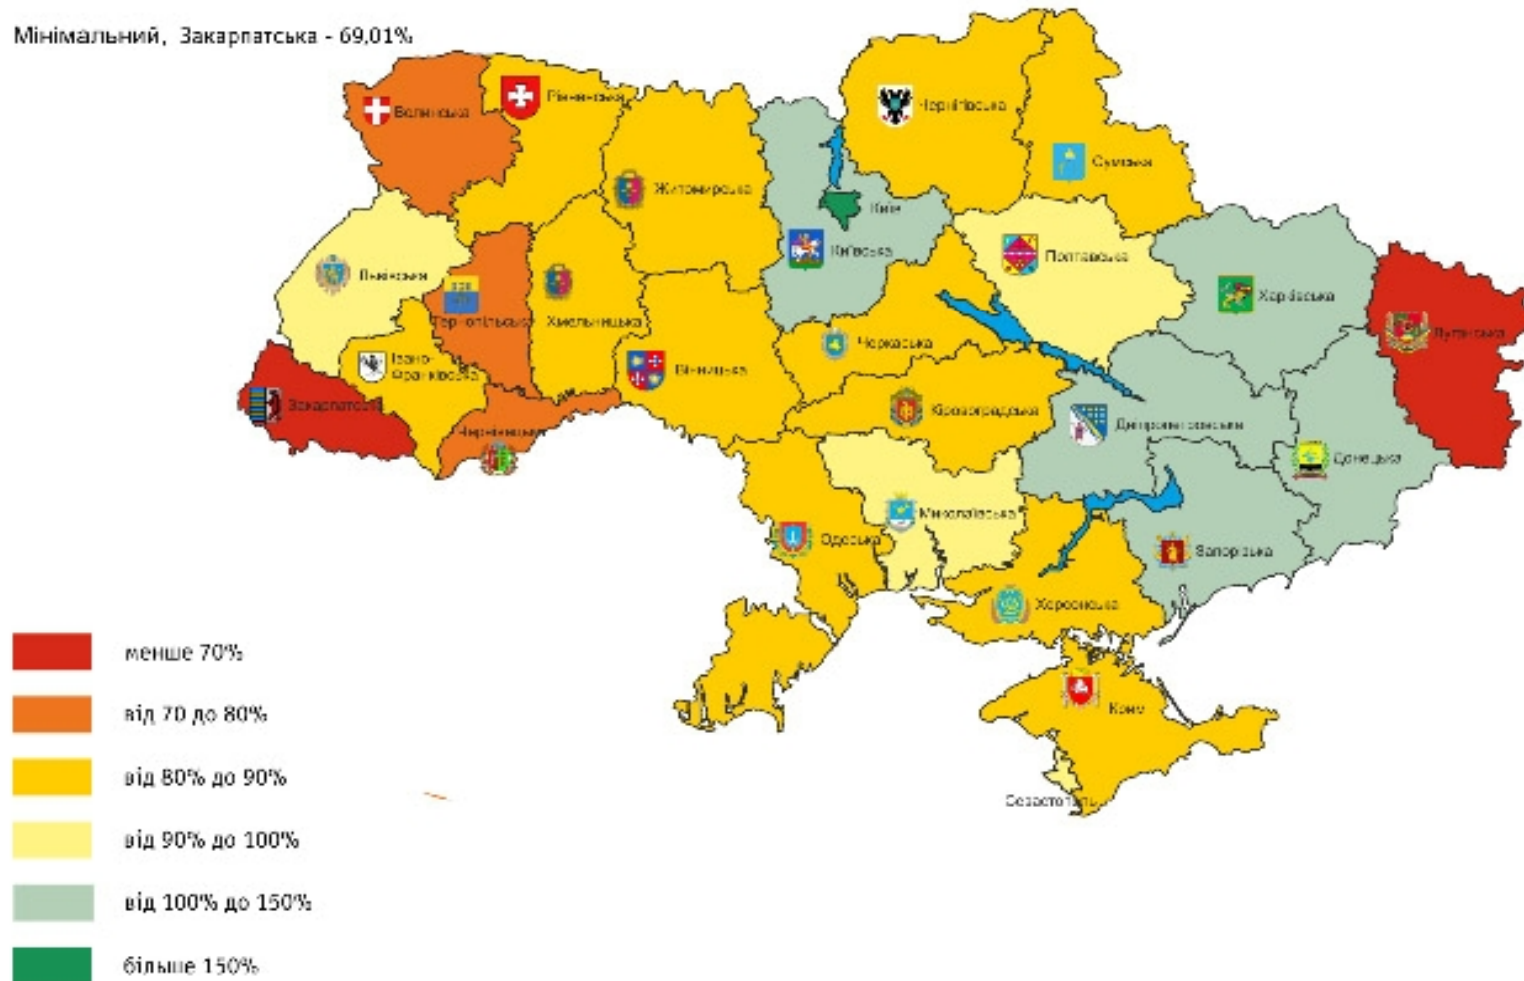 Мінімальний, Закарпатська - 69,01%
Волинська
Рівненська
Чернігівська
Сумська
Житомирська
Київ
Київська
Полтавська
Львівська
Харківська
Тернопільська
Хмельницька
Луганська
Черкаська
Івано-
Франківська
Вінницька
Закарпатська
Кіровоградська
Дніпропетровська
Чернівецька
Донецька
Миколаївська
Одеська
Запорізька
Херсонська
Крим
Севастополь
менше 70%
від 70 до 80%
від 80% до 90%
від 90% до 100%
від 100% до 150%
більше 150%